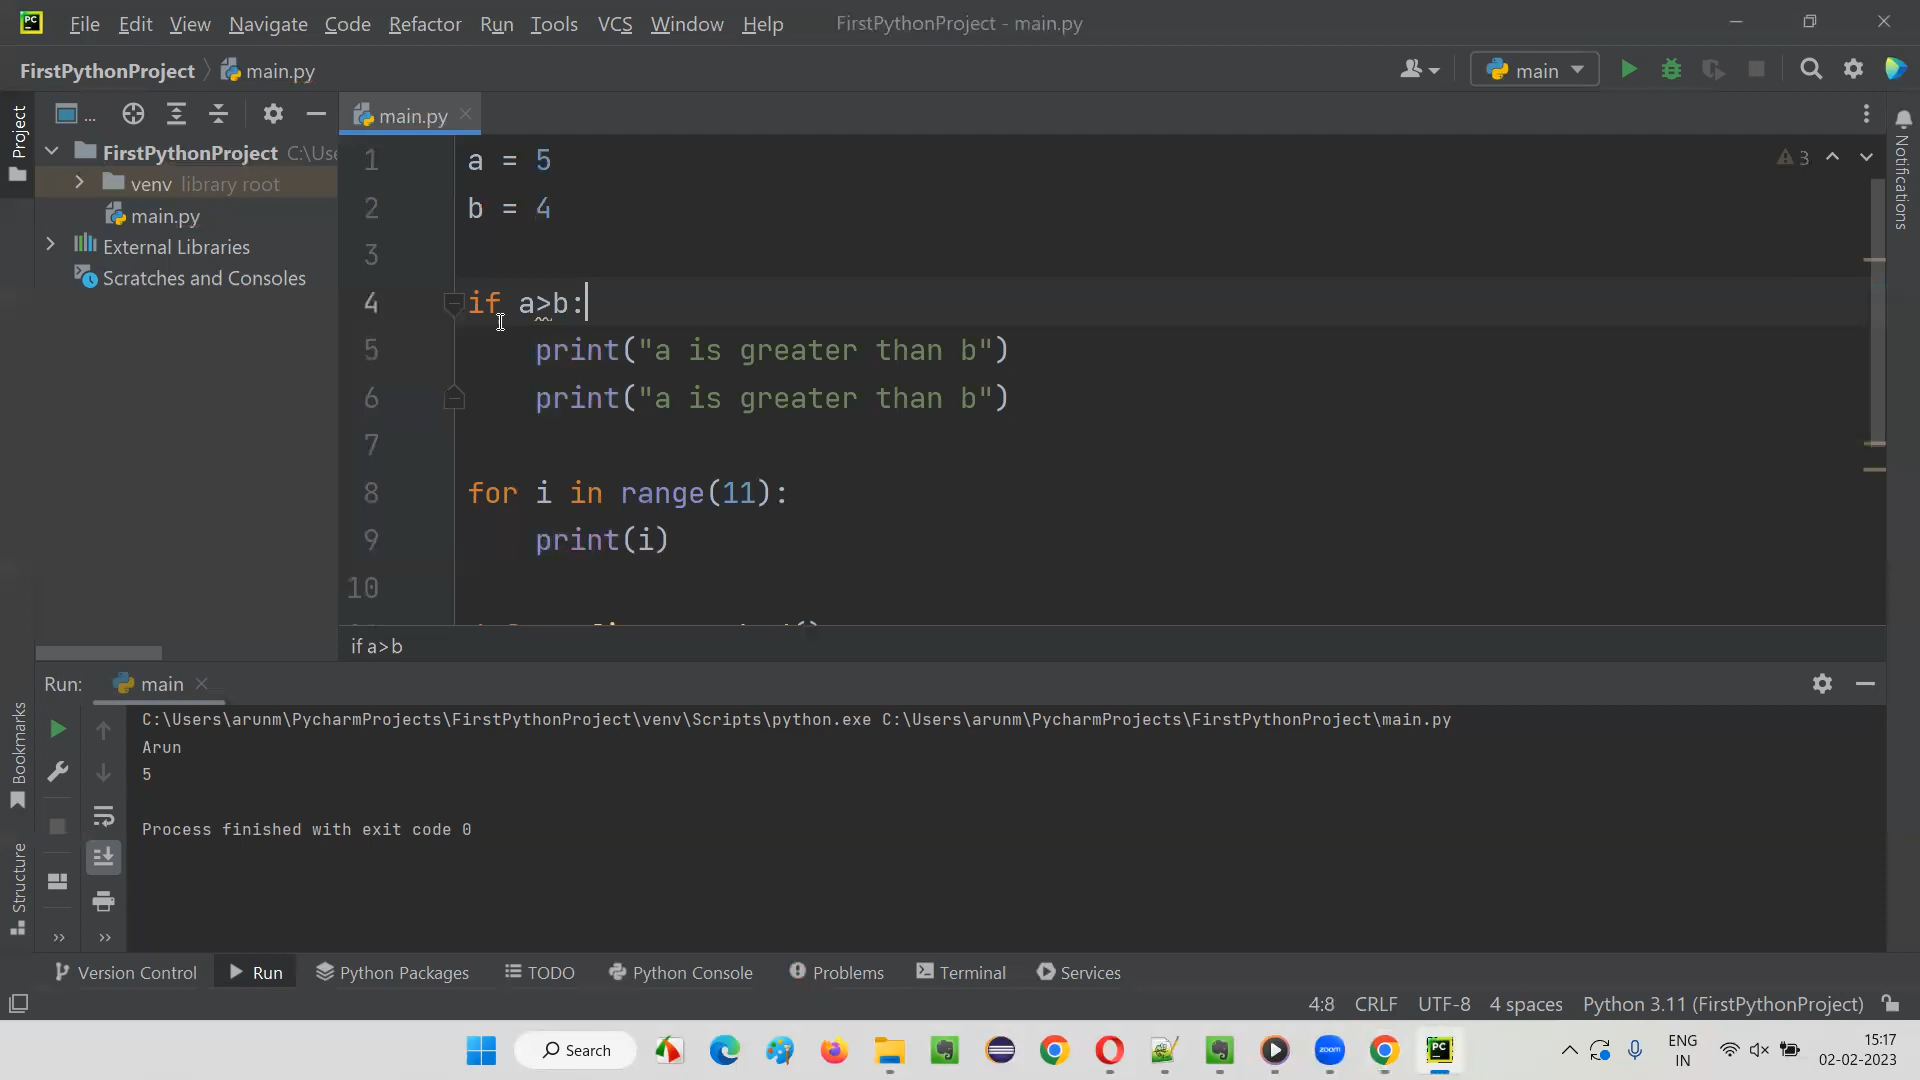 PC File Edit View Navigate Code Refactor Run Tools VCS Window Help FirstPythonProject - main.py
FirstPythonProject main.py main
Project
...
main.py
FirstPythonProject C:\Use
venv library root
main.py
External Libraries
Scratches and Consoles
1 a = 5
2 b = 4
3
4 if a>b:
5 print("a is greater than b")
6 print("a is greater than b")
7
8 for i in range(11):
9 print(i)
10
3
Notifications
if a>b
Run: main
C:\Users\arunm\PycharmProjects\FirstPythonProject\venv\Scripts\python.exe C:\Users\arunm\PycharmProjects\FirstPythonProject\main.py
Arun
5
Process finished with exit code 0
Bookmarks
Structure
Version Control Run Python Packages TODO Python Console Problems Terminal Services
4:8 CRLF UTF-8 4 spaces Python 3.11 (FirstPythonProject)
Search zoom PC ENG 15:17
IN 02-02-2023